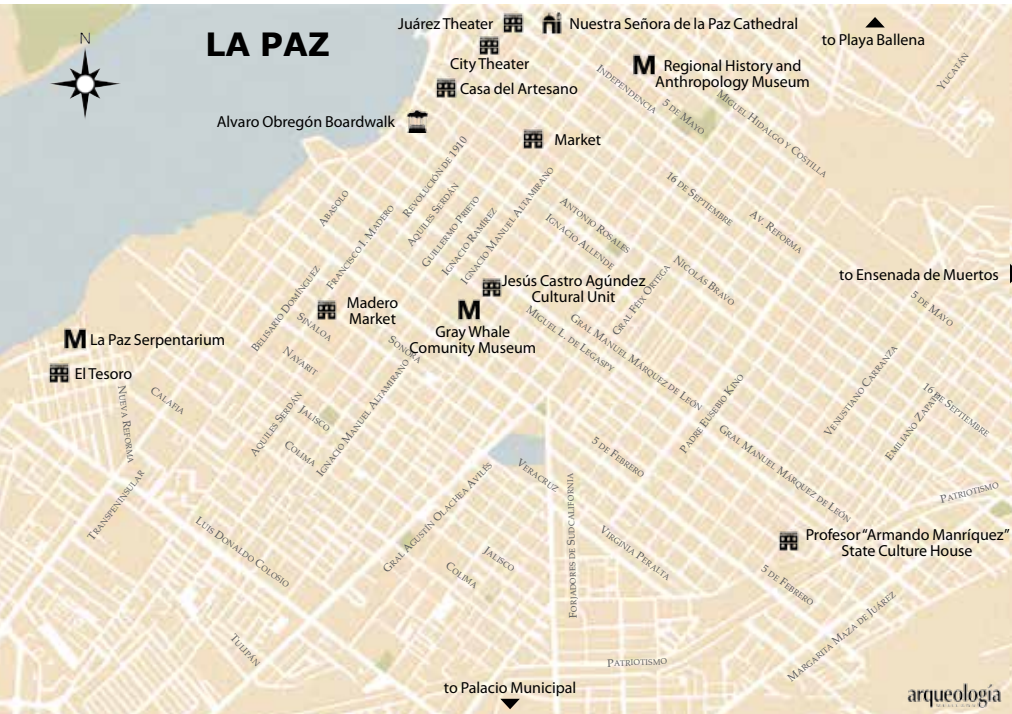 LA PAZ
N
Juárez Theater
Nuestra Señora de la Paz Cathedral
to Playa Ballena
City Theater
Regional History and
Anthropology Museum
Casa del Artesano
Alvaro Obregón Boardwalk
Market
YUCATÁN
INDEPENDENCIA
5 DE MAYO
MIGUEL HIDALGO Y COSTILLA
REVOLUCIÓN DE 1910
ABASOLO
FRANCISCO I. MADERO
AQUILES SERDÁN
GUILLERMO PRIETO
IGNACIO RAMÍREZ
IGNACIO MANUEL ALTAMIRANO
16 DE SEPTIEMBRE
AV. REFORMA
ANTONIO ROSALES
IGNACIO ALLENDE
NICOLÁS BRAVO
GRAL FEIX ORTEGA
to Ensenada de Muertos
5 DE MAYO
Jesús Castro Agúndez
Cultural Unit
BELISARIO DOMÍNGUEZ
Madero
Market
SINALOA
SONORA
M
Gray Whale
Comunity Museum
MIGUEL L. DE LEGASPY
GRAL MANUEL MÁRQUEZ DE LEÓN
M La Paz Serpentarium
El Tesoro
NAYARIT
CALAFIA
NUEVA REFORMA
AQUILES SERDÁN
JALISCO
COLIMA
IGNACIO MANUEL ALTAMIRANO
PADRE EUSEBIO KINO
VENUSTIANO CARRANZA
EMILIANO ZAPATA
16 DE SEPTIEMBRE
GRAL MANUEL MÁRQUEZ DE LEÓN
5 DE FEBRERO
TRANSPENINSULAR
LUIS DONALDO COLOSIO
GRAL AGUSTÍN OLACHEA AVILÉS
VERACRUZ
FORJADORES DE SUDCALIFORNIA
VIRGINIA PERALTA
PATRIOTISMO
Profesor "Armando Manríquez"
State Culture House
JALISCO
COLIMA
5 DE FEBRERO
MARGARITA MAZA DE JUÁREZ
TULIPÁN
PATRIOTISMO
to Palacio Municipal
arqueología